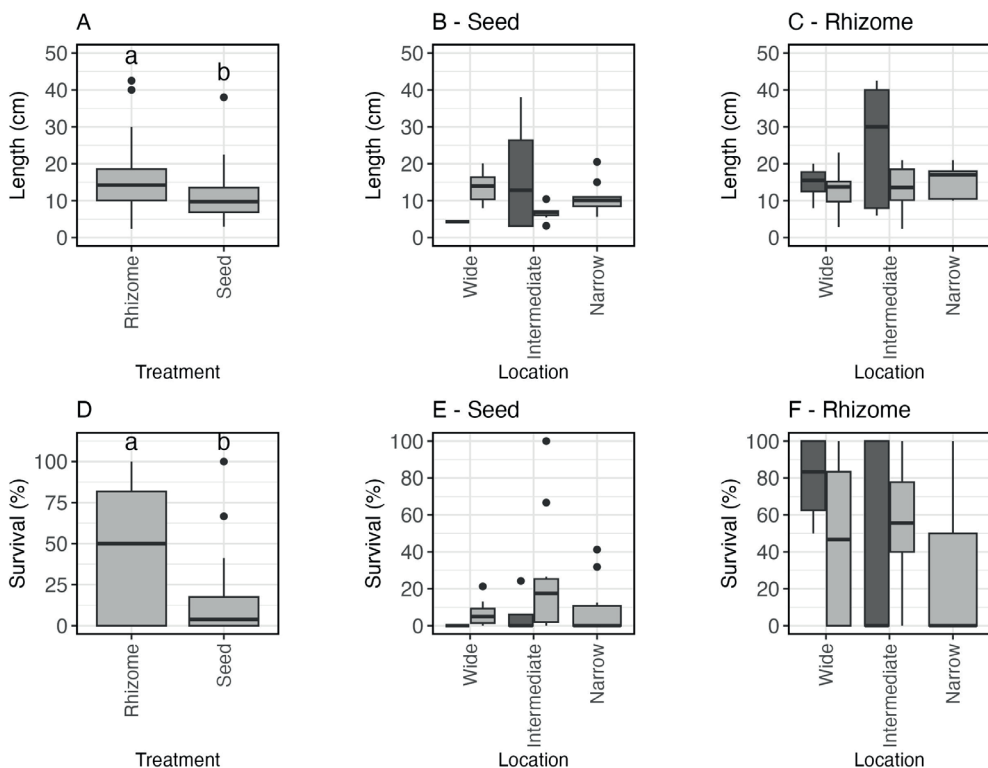 A
B - Seed
C - Rhizome
50
40
30
20
10
0
Length (cm)
a
b
Rhizome
Seed
Treatment
50
40
30
20
10
0
Length (cm)
Wide
Intermediate
Narrow
Location
50
40
30
20
10
0
Length (cm)
Wide
Intermediate
Narrow
Location
D
E - Seed
F - Rhizome
100
75
50
25
0
Survival (%)
a
b
Rhizome
Seed
Treatment
100
80
60
40
20
0
Survival (%)
Wide
Intermediate
Narrow
Location
100
80
60
40
20
0
Survival (%)
Wide
Intermediate
Narrow
Location